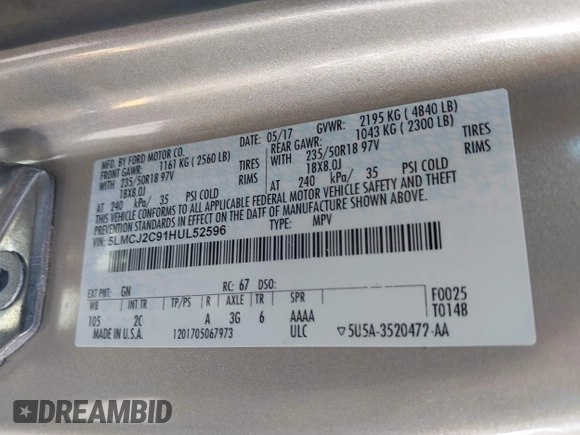 MFD. BY FORD MOTOR CO.
DATE: 05/17 GVWR: 2195 KG ( 4840 LB)
FRONT GAWR: 1161 KG ( 2560 LB) REAR GAWR: 1043 KG ( 2300 LB)
WITH 235/50R18 97V TIRES WITH 235/50R18 97V TIRES
18X8.0J RIMS 18X8.0J RIMS
AT 240 kPa/ 35 PSI COLD AT 240 kPa/ 35 PSI COLD
THIS VEHICLE CONFORMS TO ALL APPLICABLE FEDERAL MOTOR VEHICLE SAFETY AND THEFT
PREVENTION STANDARDS IN EFFECT ON THE DATE OF MANUFACTURE SHOWN ABOVE.
VIN: 5LMCJ2C91HUL52596 TYPE: MPV
EXT PNT: GN RC: 67 DSO: F0025
WB INT TR TP/PS R AXLE TR SPR T0148
105 2C A 3G 6 AAAA
MADE IN U.S.A. 1201705067973 ULC ▽5U5A-3520472-AA
DREAMBID